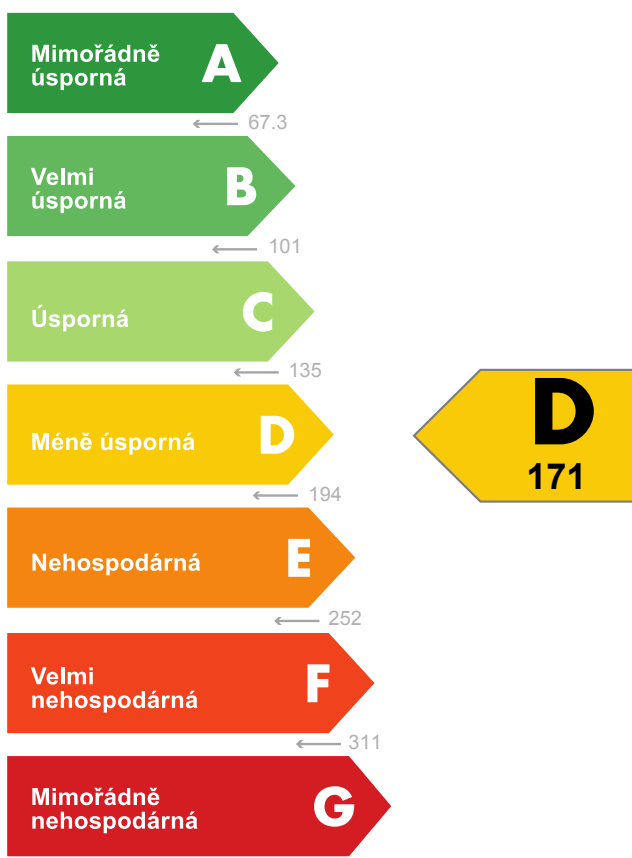 Mimořádně
úsporná
A
← 67.3
Velmi
úsporná
B
← 101
Úsporná
C
← 135
Méně úsporná
D
← 194
D
171
Nehospodárná
E
← 252
Velmi
nehospodárná
F
← 311
Mimořádně
nehospodárná
G